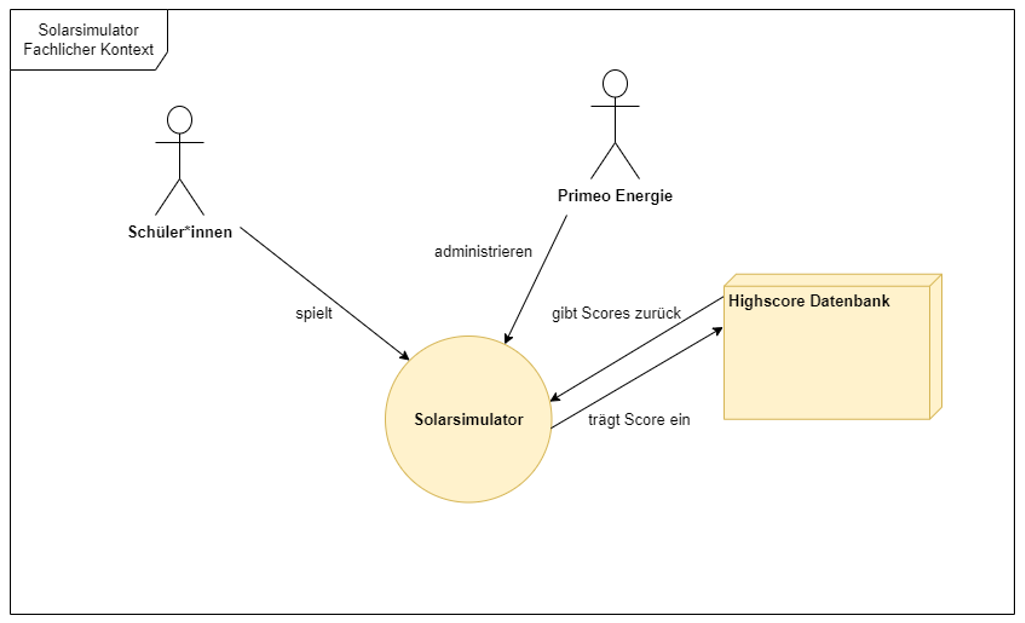 Solarsimulator
Fachlicher Kontext
Primeo Energie
Schüler*innen
administrieren
Highscore Datenbank
spielt
gibt Scores zurück
Solarsimulator
trägt Score ein